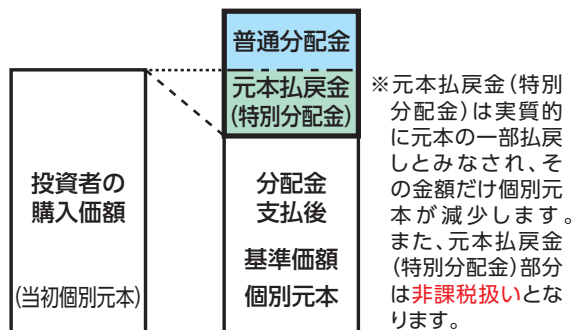 普通分配金
元本払戻金
(特別分配金)
投資者の
購入価額
(当初個別元本)
分配金
支払後
基準価額
個別元本
※元本払戻金(特別
分配金)は実質的
に元本の一部払戻
しとみなされ、そ
の金額だけ個別元
本が減少します。
また、元本払戻金
(特別分配金)部分
は非課税扱いとな
ります。